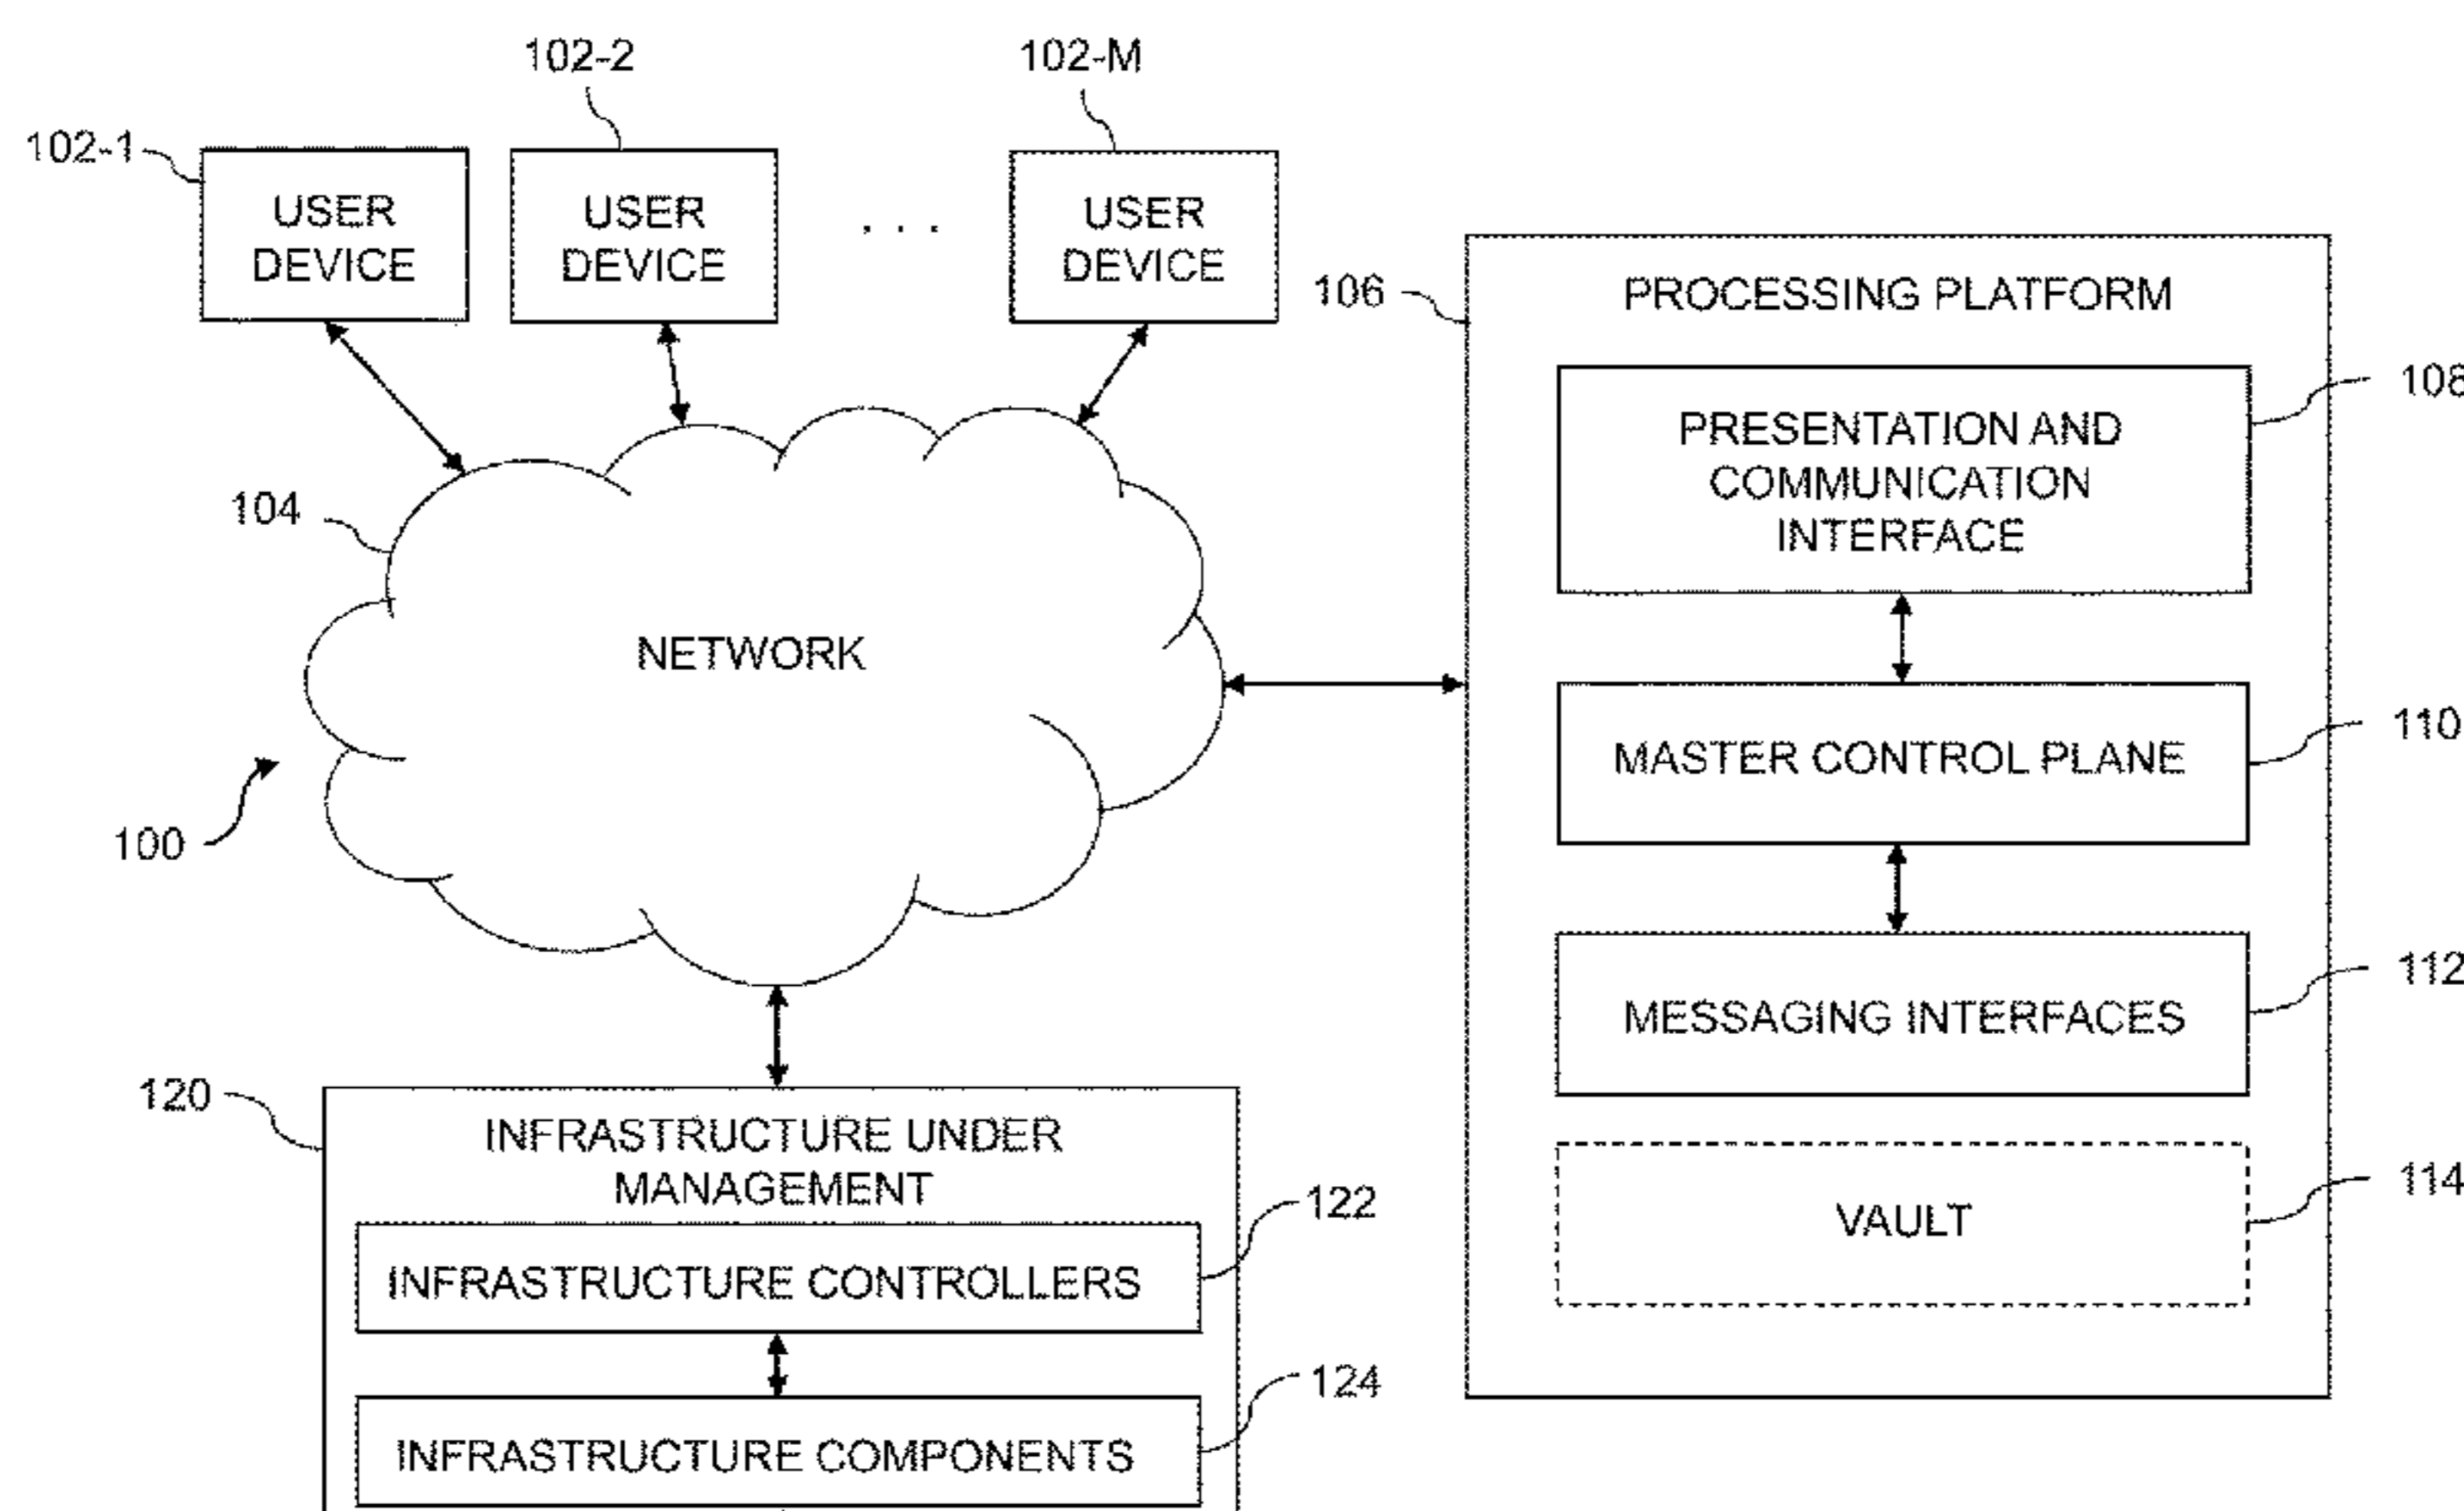 102-2
102-M
102-1
USER
DEVICE
USER
DEVICE
. . .
USER
DEVICE
106
PROCESSING PLATFORM
108
PRESENTATION AND
COMMUNICATION
INTERFACE
104
NETWORK
110
MASTER CONTROL PLANE
100
112
MESSAGING INTERFACES
120
INFRASTRUCTURE UNDER
MANAGEMENT
114
VAULT
122
INFRASTRUCTURE CONTROLLERS
124
INFRASTRUCTURE COMPONENTS